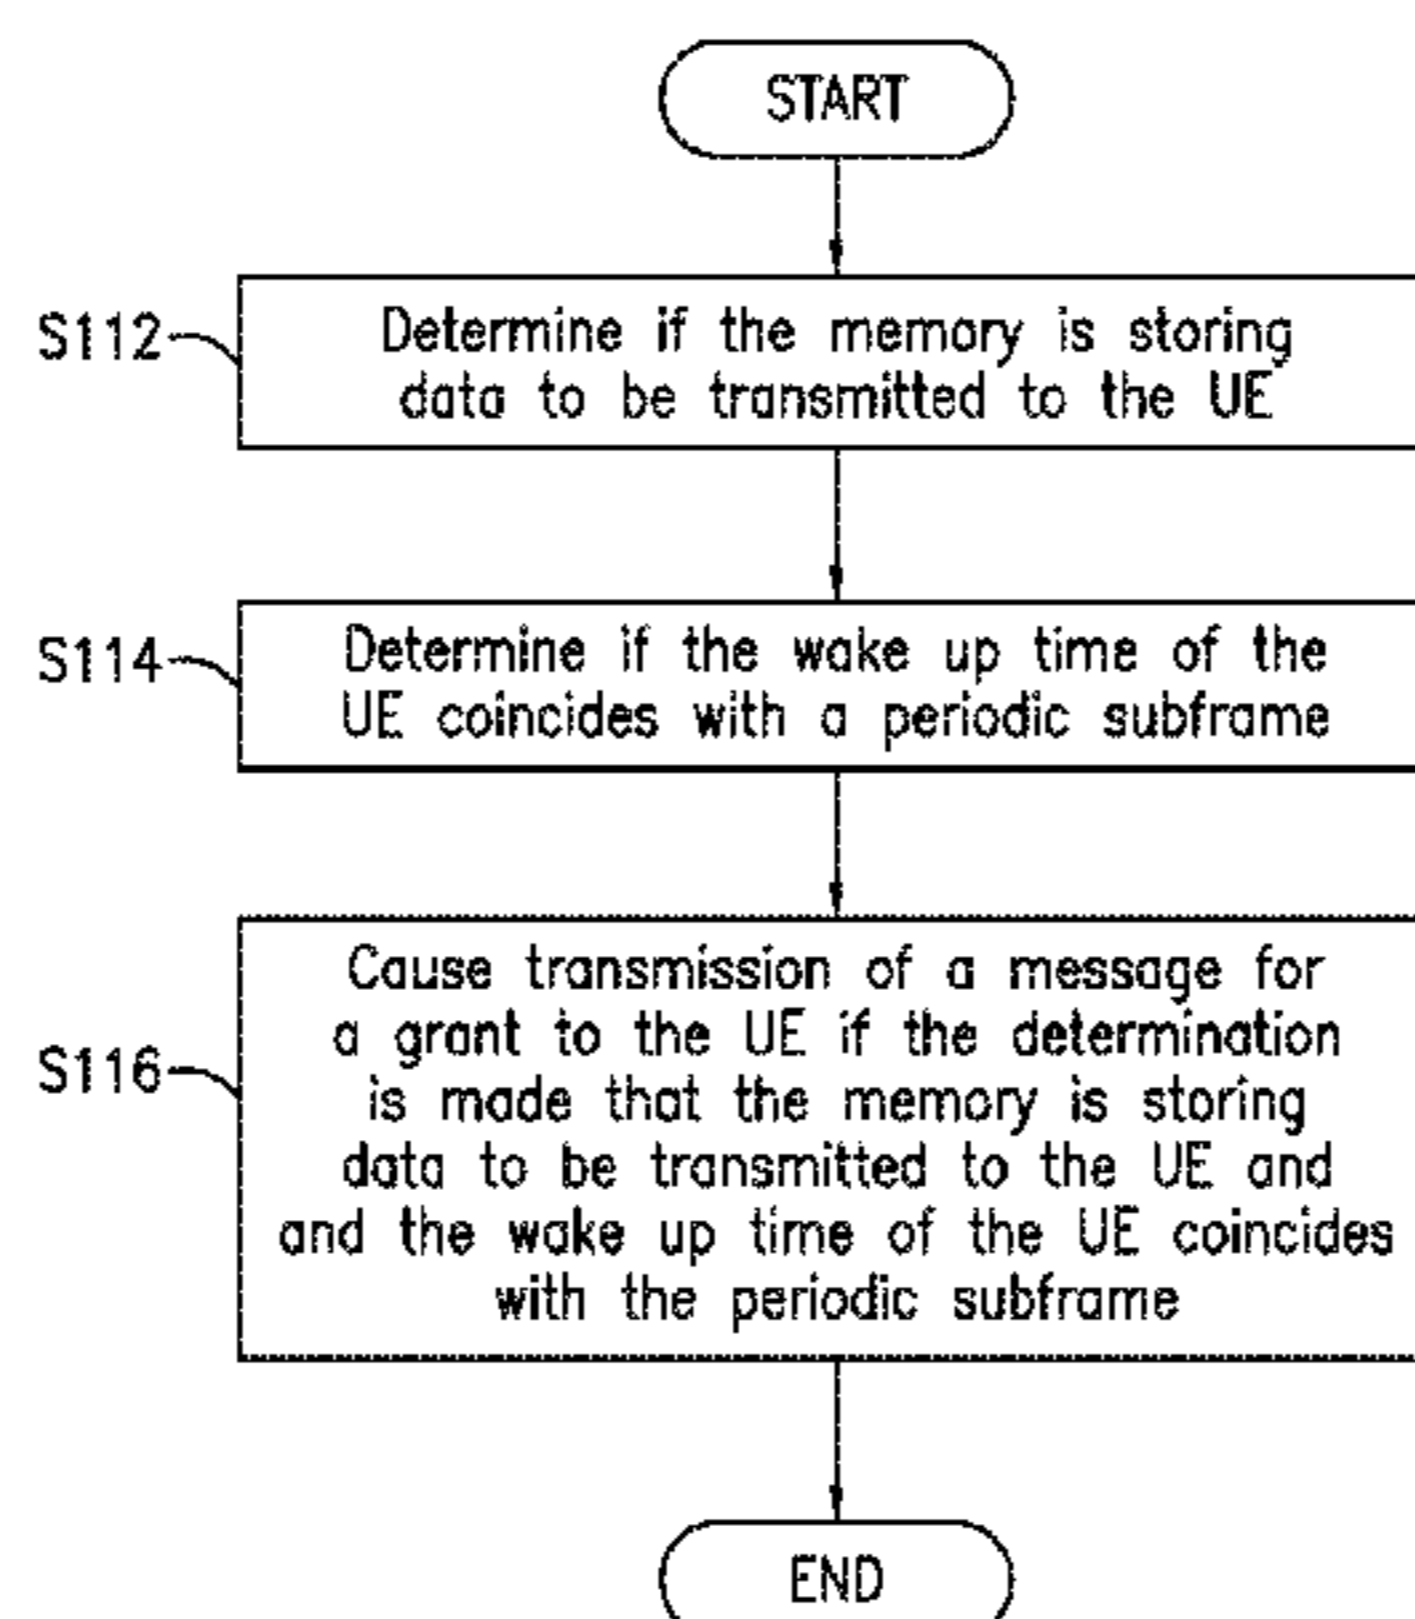 START
S112
Determine if the memory is storing
data to be transmitted to the UE
S114
Determine if the wake up time of the
UE coincides with a periodic subframe
S116
Cause transmission of a message for
a grant to the UE if the determination
is made that the memory is storing
data to be transmitted to the UE and
and the wake up time of the UE coincides
with the periodic subframe
END